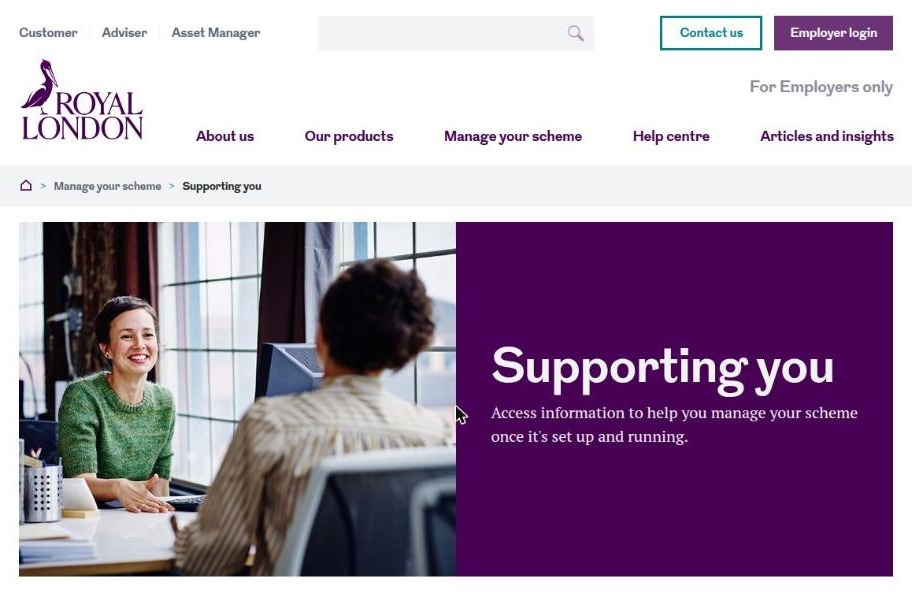 Customer
Adviser
Asset Manager
Contact us
Employer login
For Employers only
ROYAL
LONDON
About us
Our products
Manage your scheme
Help centre
Articles and insights
> Manage your scheme > Supporting you
Supporting you
Access information to help you manage your scheme
once it's set up and running.